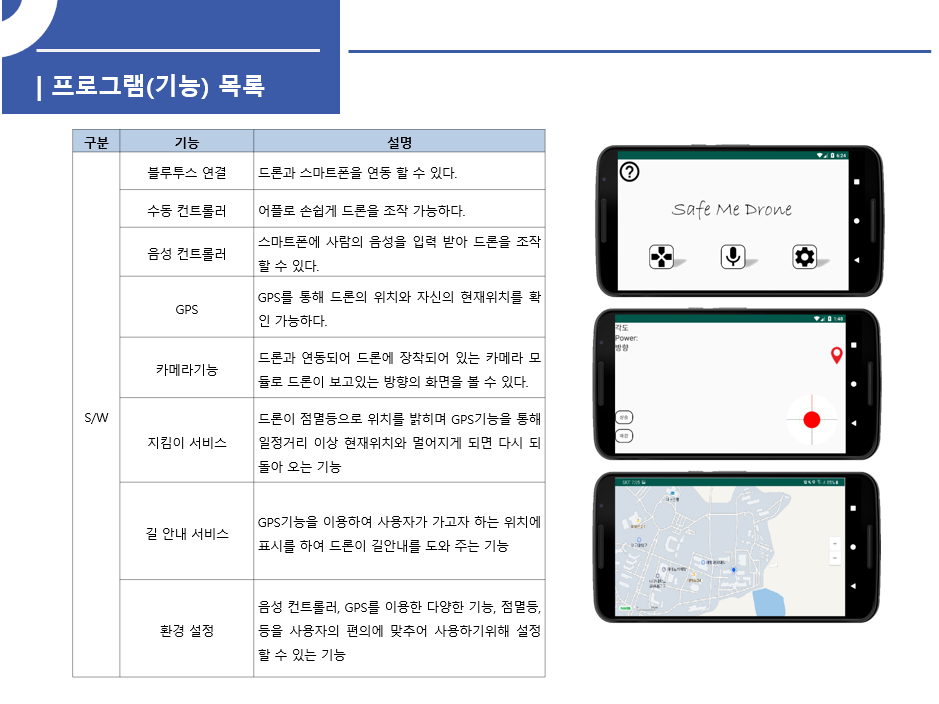 | 프로그램(기능) 목록
구분 기능 설명
S/W
블루투스 연결 드론과 스마트폰을 연동 할 수 있다.
수동 컨트롤러 어플로 손쉽게 드론을 조작 가능하다.
음성 컨트롤러 스마트폰에 사람의 음성을 입력 받아 드론을 조작
할 수 있다.
GPS GPS를 통해 드론의 위치와 자신의 현재위치를 확
인 가능하다.
카메라기능 드론과 연동되어 드론에 장착되어 있는 카메라 모
듈로 드론이 보고있는 방향의 화면을 볼 수 있다.
지킴이 서비스 드론이 점멸등으로 위치를 밝히며 GPS기능을 통해
일정거리 이상 현재위치와 멀어지게 되면 다시 되
돌아 오는 기능
길 안내 서비스 GPS기능을 이용하여 사용자가 가고자 하는 위치에
표시를 하여 드론이 길안내를 도와 주는 기능
환경 설정 음성 컨트롤러, GPS를 이용한 다양한 기능, 점멸등,
등을 사용자의 편의에 맞추어 사용하기위해 설정
할 수 있는 기능
6:24
?
Safe Me Drone
1:48
각도
Power:
방향